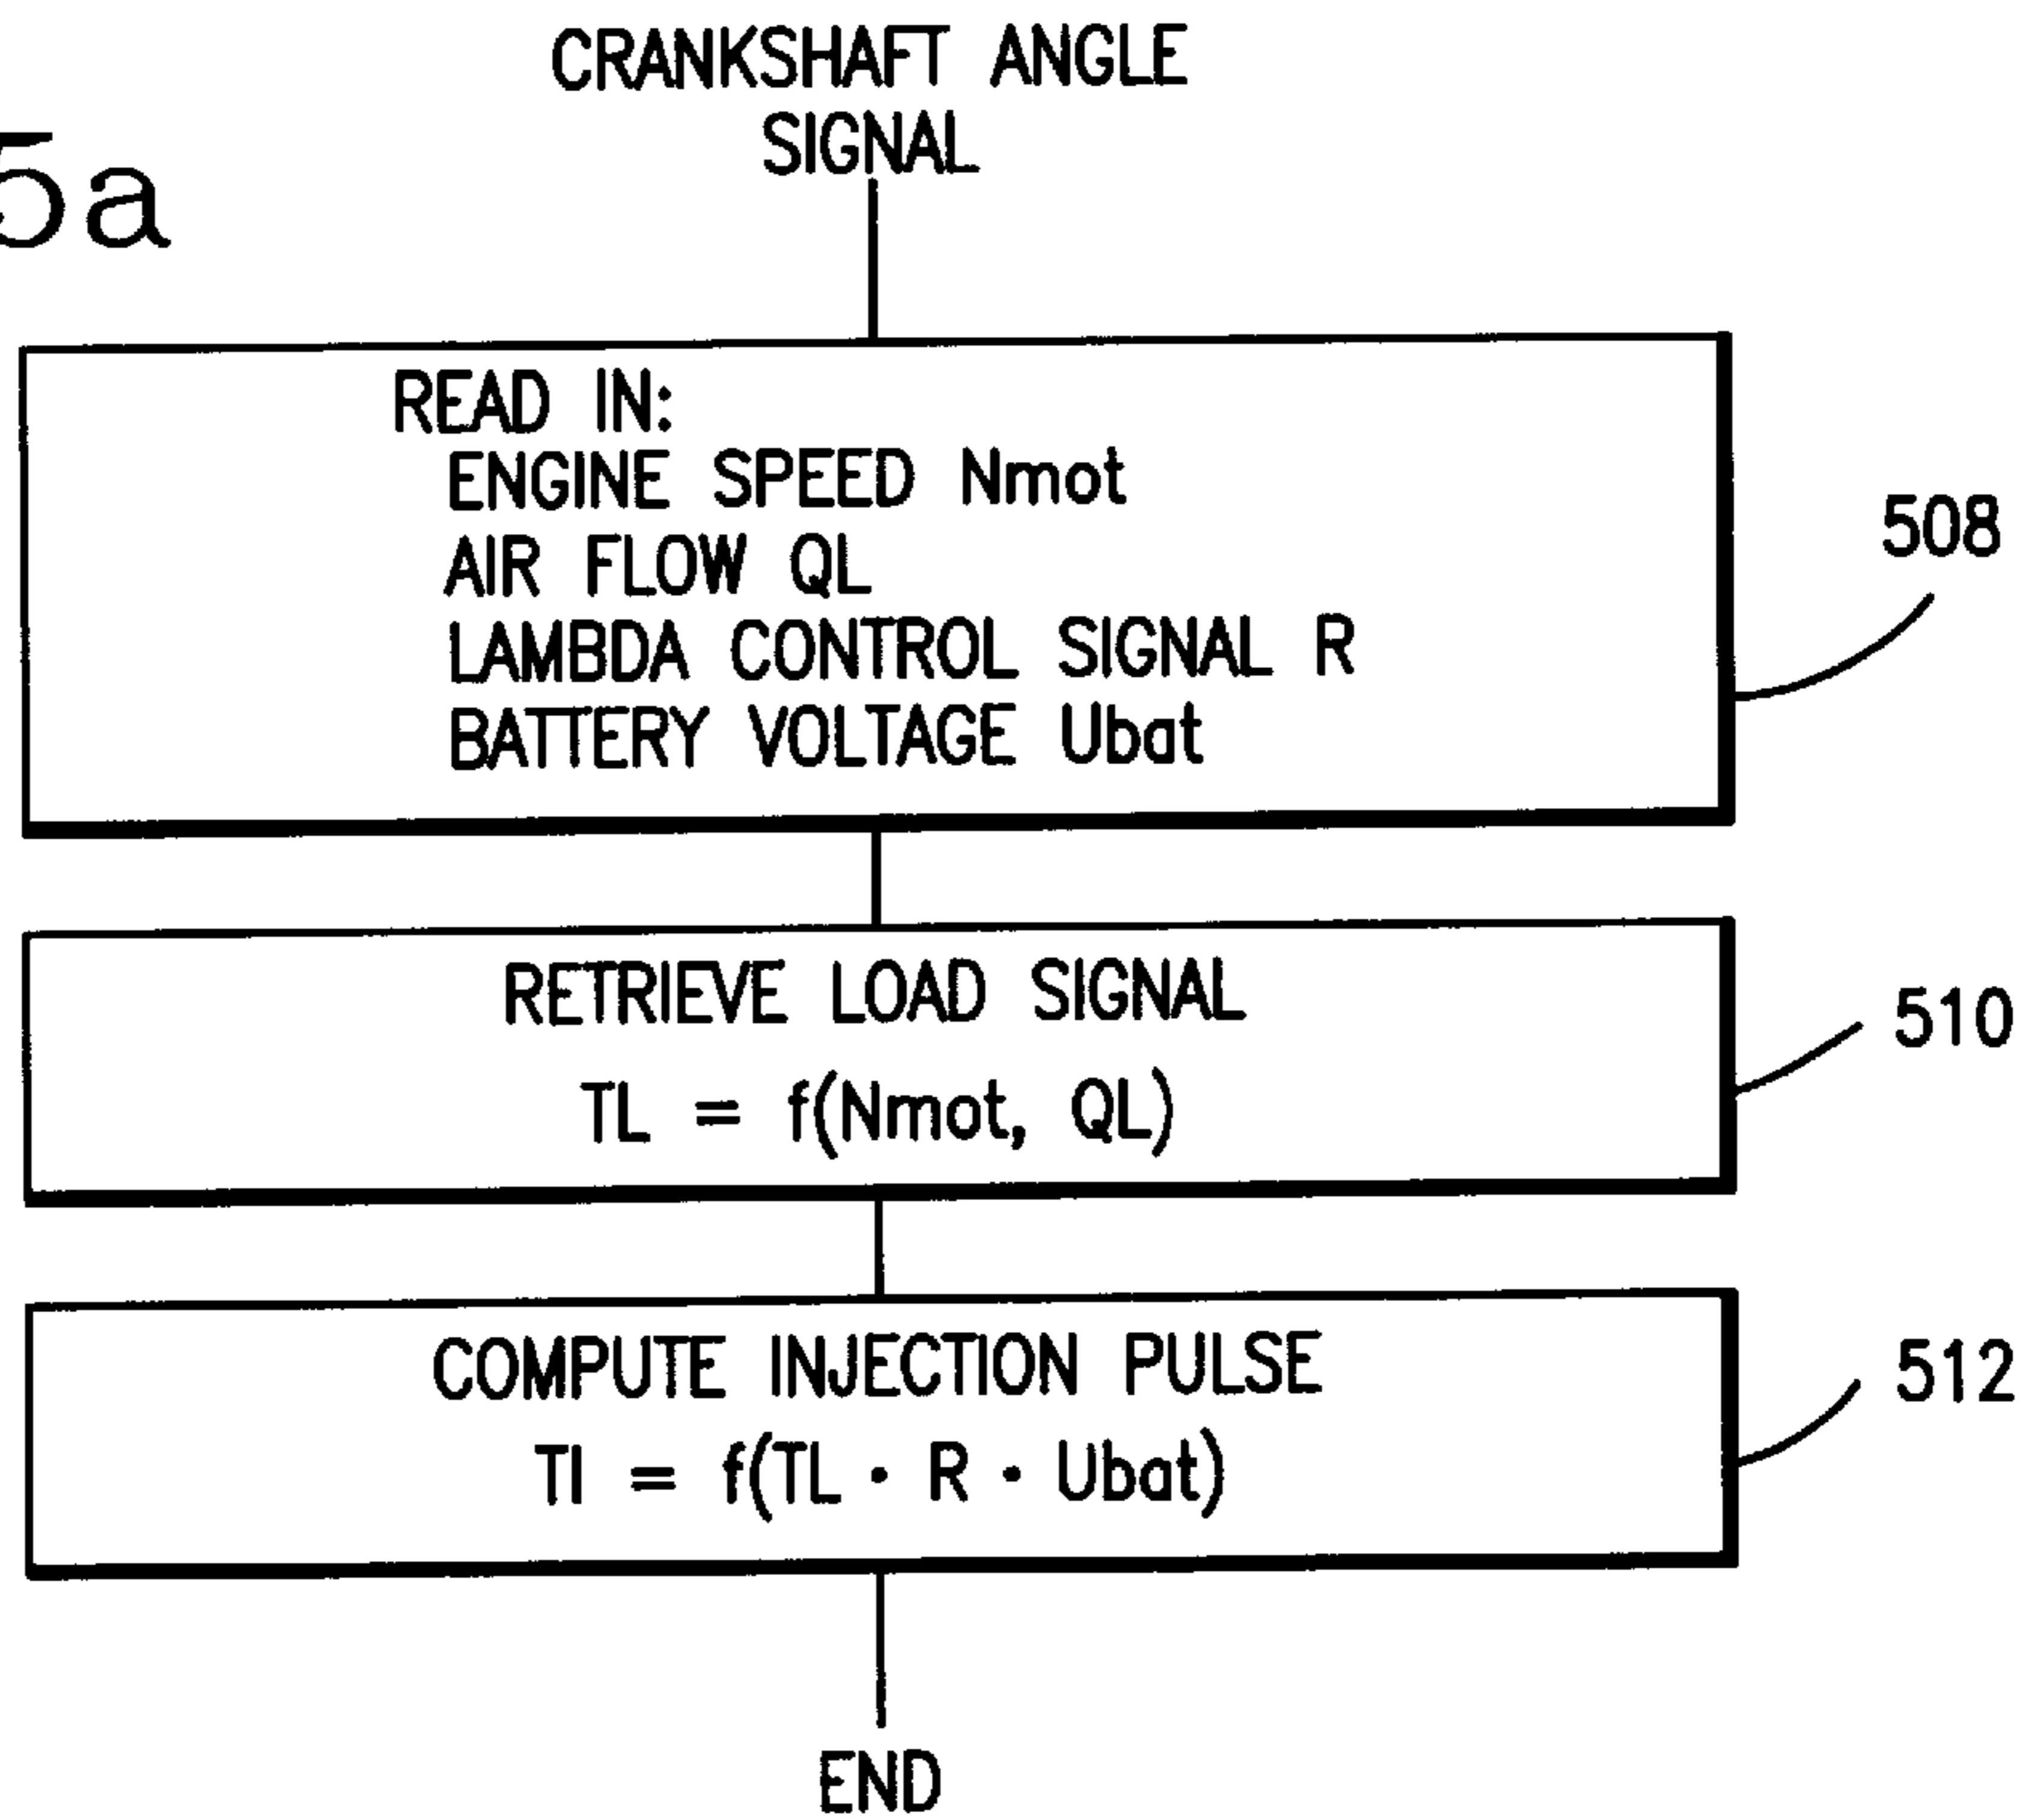 5a
CRANKSHAFT ANGLE
SIGNAL
READ IN:
ENGINE SPEED Nmot
AIR FLOW QL
LAMBDA CONTROL SIGNAL R
BATTERY VOLTAGE Ubat
508
RETRIEVE LOAD SIGNAL
TL = f(Nmot, QL)
510
COMPUTE INJECTION PULSE
TI = f(TL · R · Ubat)
512
END